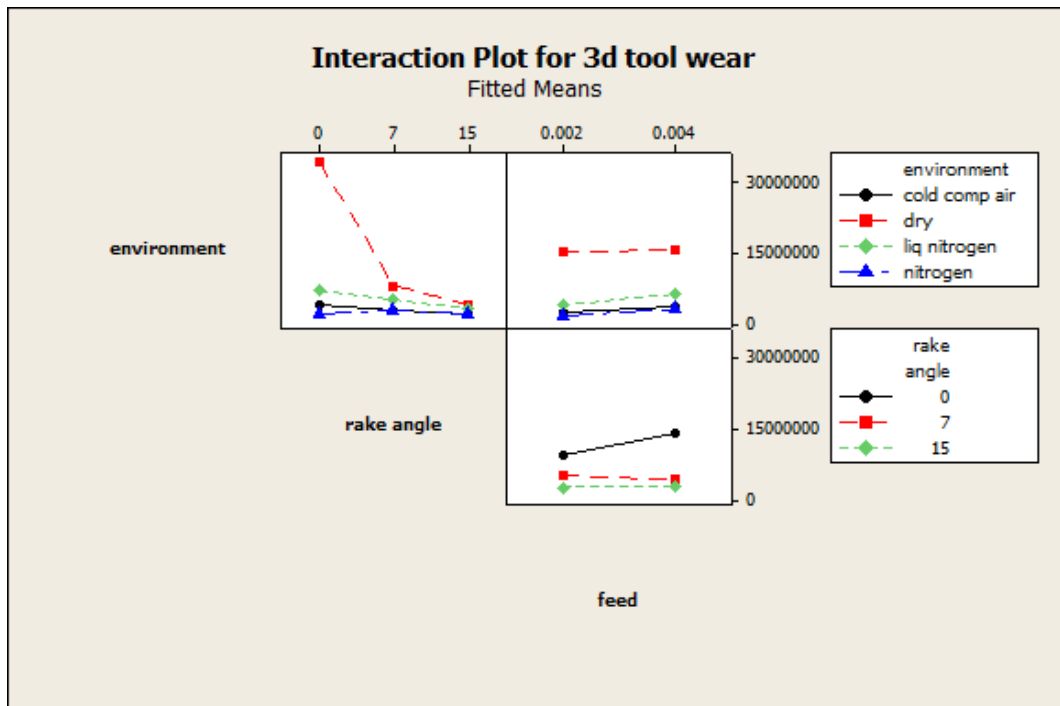 Interaction Plot for 3d tool wear
Fitted Means
0 7 15 0.002 0.004
environment
30000000
15000000
0
environment
cold comp air
dry
liq nitrogen
nitrogen
rake angle
30000000
15000000
0
rake
angle
0
7
15
feed